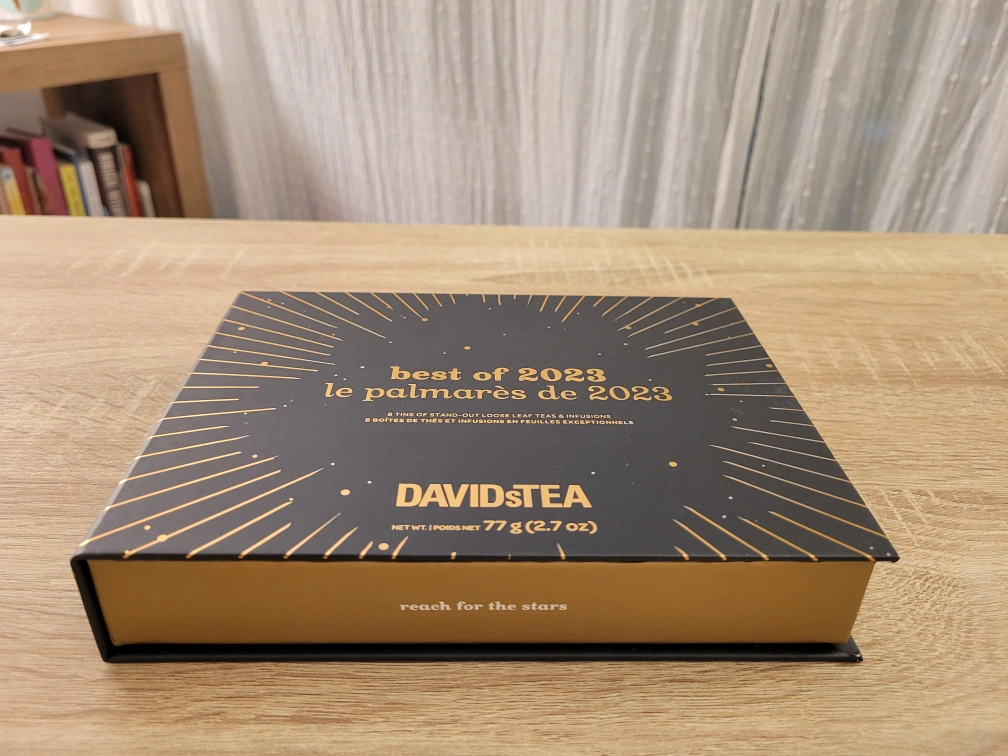 best of 2023
le palmarès de 2023
8 TINS OF STAND-OUT LOOSE LEAF TEAS & INFUSIONS
8 BOÎTES DE THÉS ET INFUSIONS EN FEUILLES EXCEPTIONNELS
DAVIDsTEA
NET WT. | POIDS NET 77 g (2.7 oz)
reach for the stars